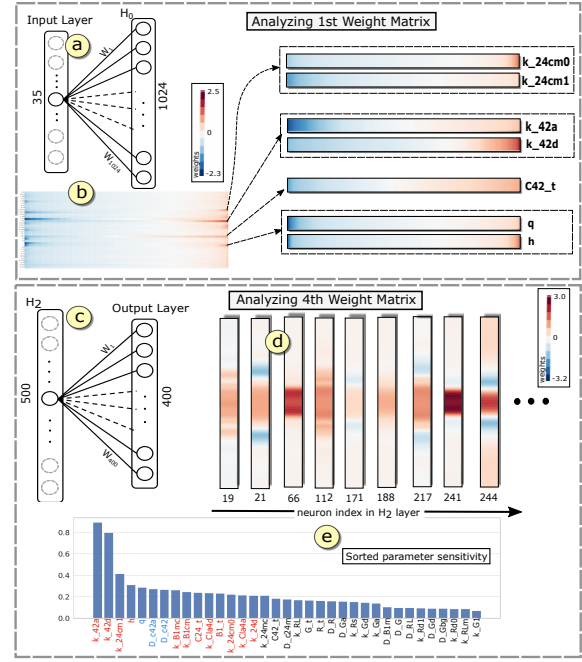 Analyzing 1st Weight Matrix
Input Layer
H0
a
W1
35
1024
W1024
2.5
0
-2.3
weights
k_24cm0
k_24cm1
k_42a
k_42d
C42_t
q
h
b
Analyzing 4th Weight Matrix
H2
c
Output Layer
W1
500
400
W400
d
3.0
0
-3.2
weights
19 21 66 112 171 188 217 241 244
neuron index in H2 layer
e
Sorted parameter sensitivity
0.8
0.6
0.4
0.2
0.0
k_42a
k_42d
k_24cm1
h
q
D_c42a
D_c42
k_B1mc
k_B1cm
C24_t
k_Cla4d
B1_t
k_24cm0
k_Cla4a
k_24d
k_24mc
C42_t
D_c24m
k_RL
G_t
R_t
D_R
D_Ga
k_Rs
k_Gd
k_Ga
D_B1m
D_G
D_RL
k_Rd1
D_Gd
D_Gbg
k_Rd0
k_RLm
k_G1